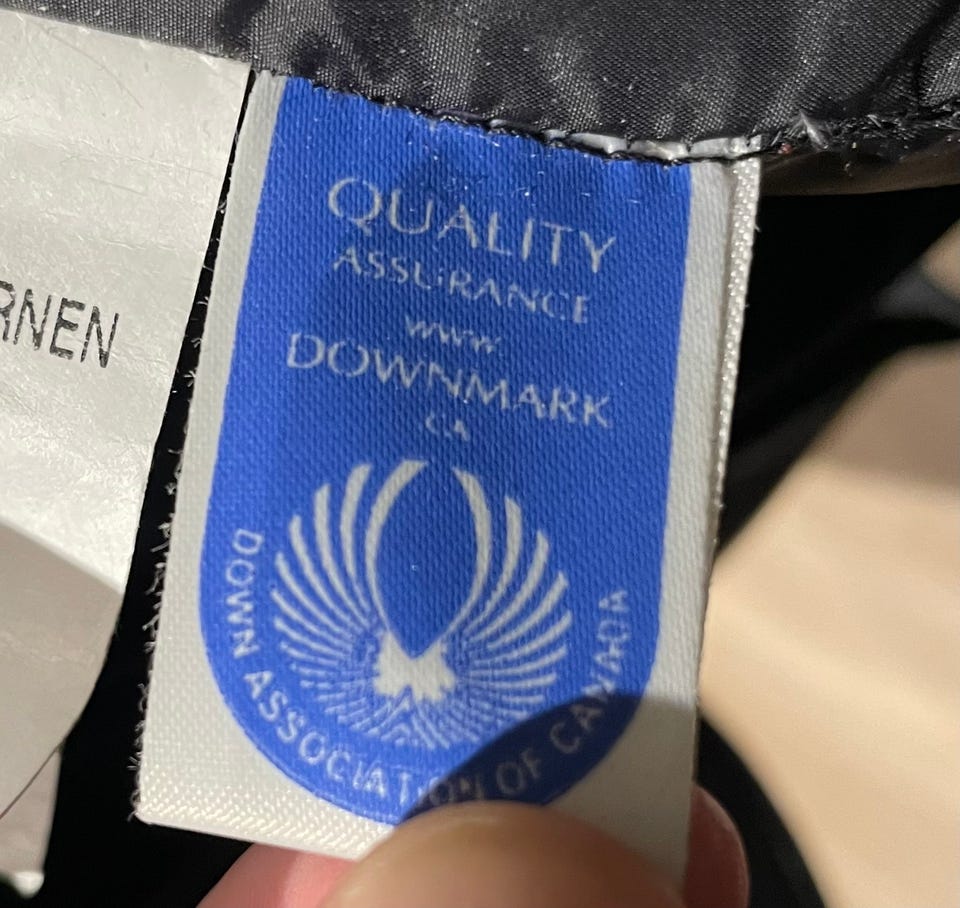 RNEN
QUALITY
ASSURANCE
www
DOWNMARK
CA
DOWN ASSOCIATION OF CANADA